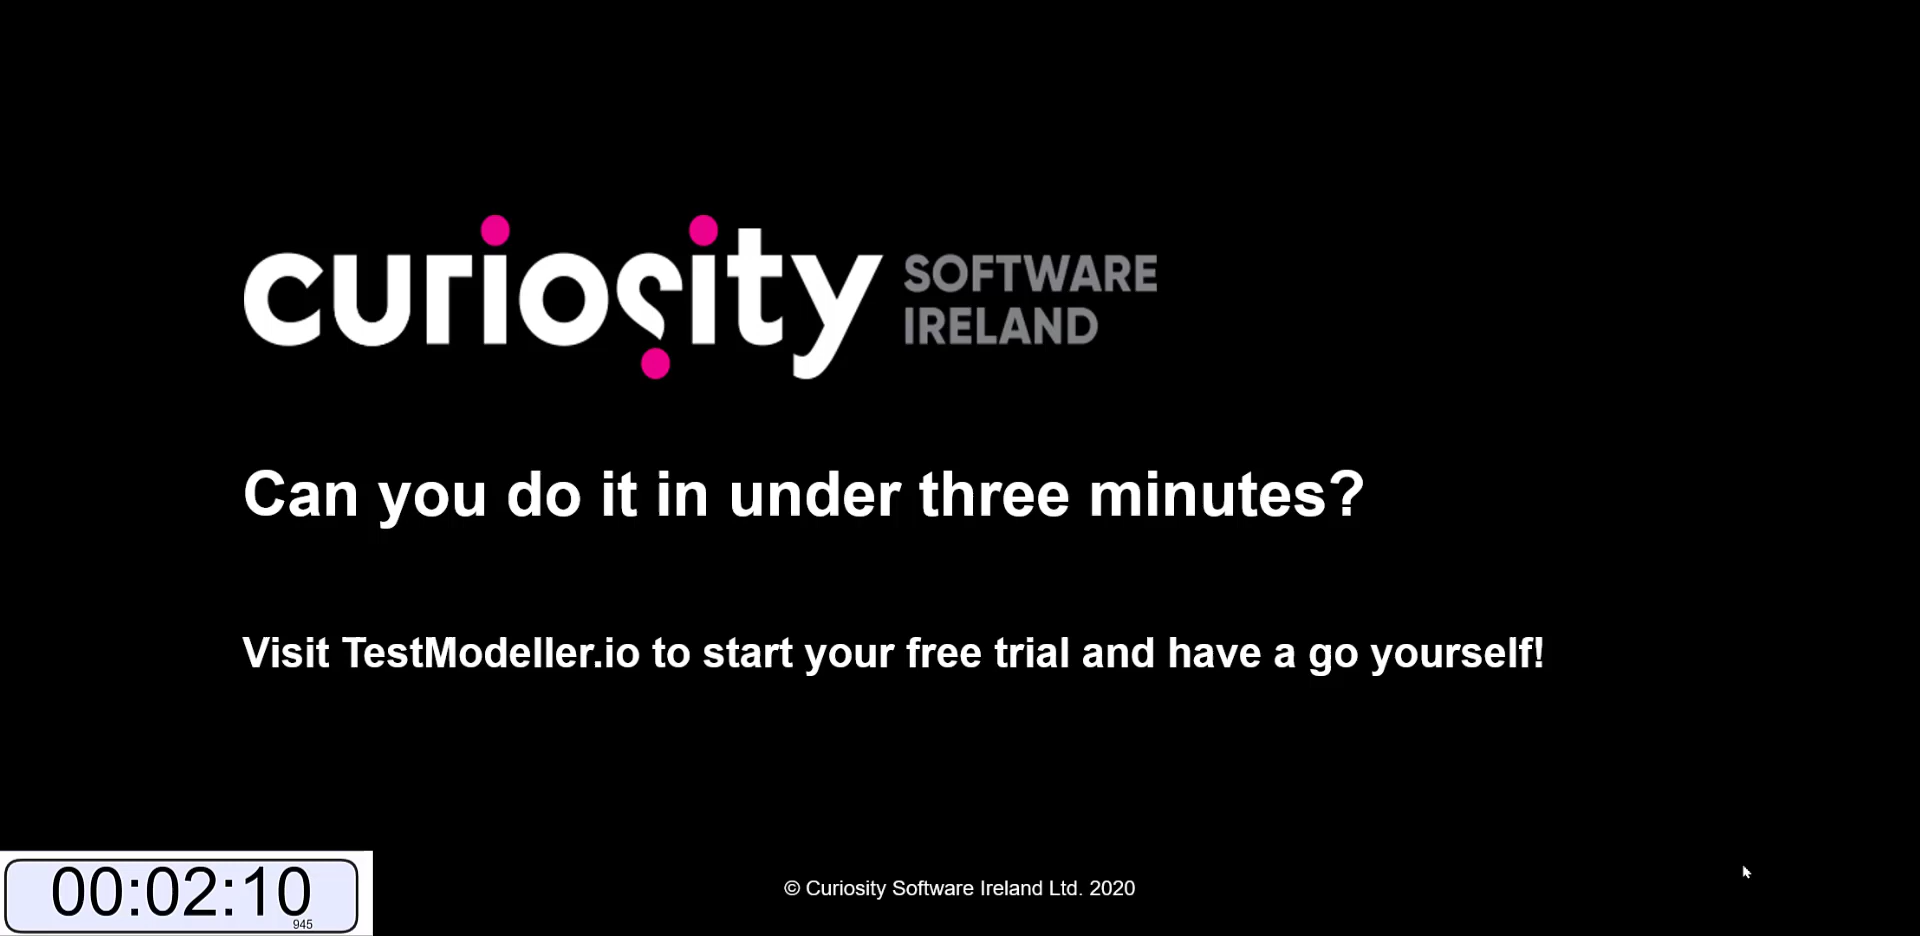 curiosity SOFTWARE
IRELAND
Can you do it in under three minutes?
Visit TestModeller.io to start your free trial and have a go yourself!
00:02:10
945
© Curiosity Software Ireland Ltd. 2020